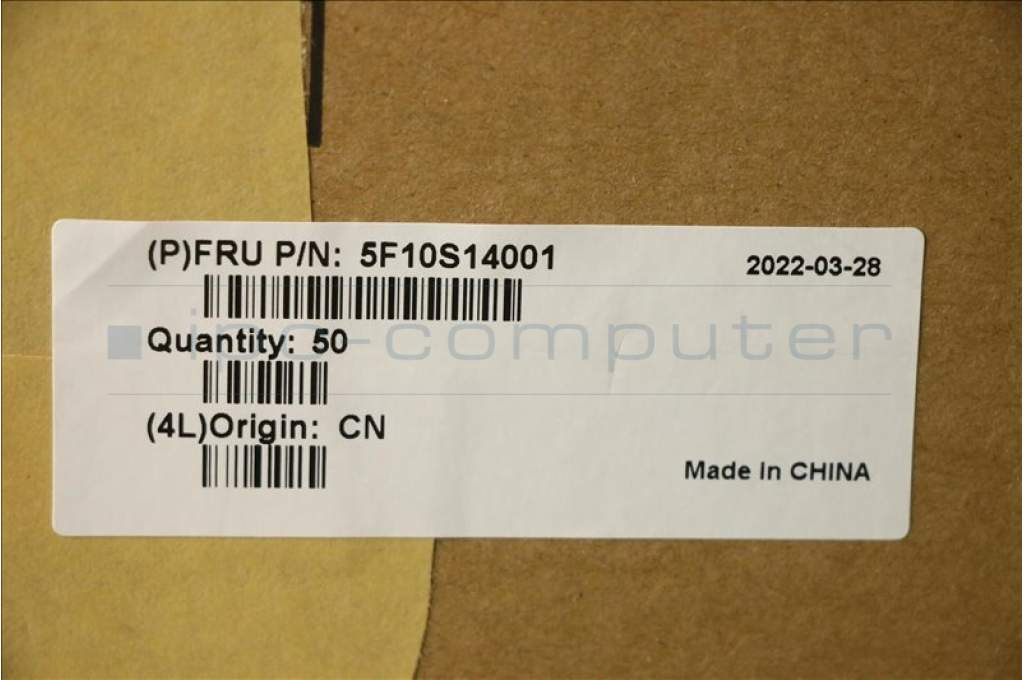 (P)FRU P/N: 5F10S14001
2022-03-28
Quantity: 50
ipc-computer
(4L)Origin: CN
Made in CHINA